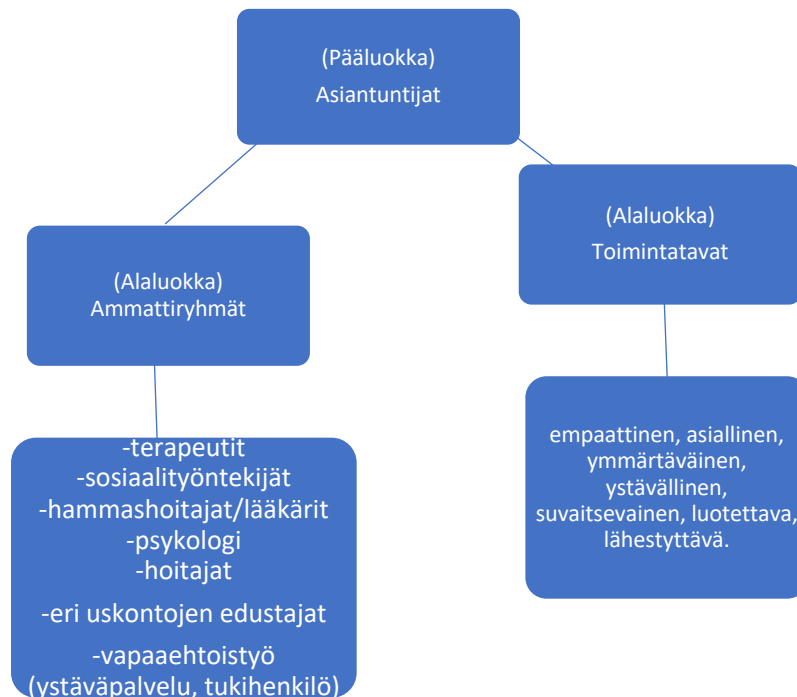 (Pääluokka)
Asiantuntijat
(Alaluokka)
Toimintatavat
(Alaluokka)
Ammattiryhmät
empaattinen, asiallinen,
ymmärtäväinen,
ystävällinen,
suvaitsevainen, luotettava,
lähestyttävä.
-terapeutit
-sosiaalityöntekijät
-hammashoitajat/lääkärit
-psykologi
-hoitajat
-eri uskontojen edustajat
-vapaaehtoistyö
(ystäväpalvelu, tukihenkilö)